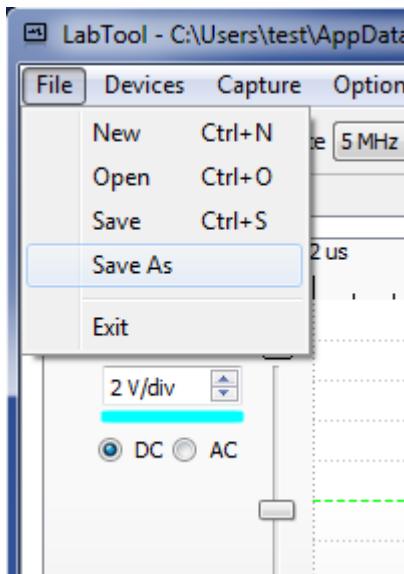 LabTool - C:\Users\test\AppData
File Devices Capture Option
New Ctrl+N
5 MHz
Open Ctrl+O
Save Ctrl+S
Save As
2 us
Exit
2 V/div
DC AC